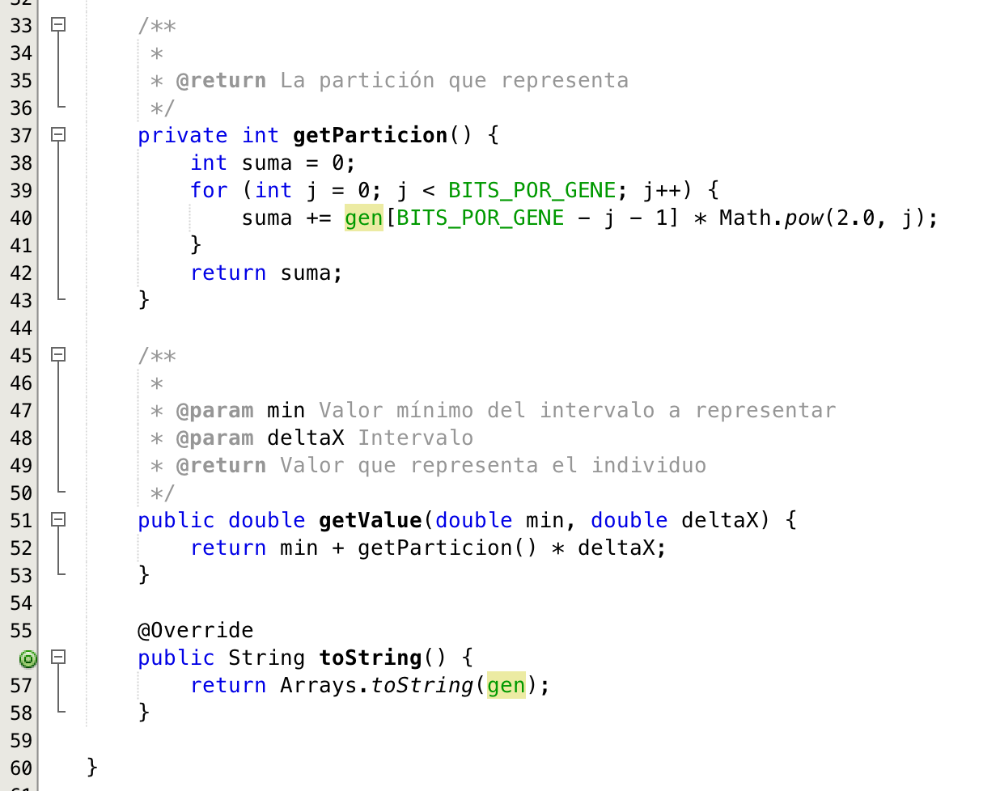 33 /**
34 *
35 * @return La partición que representa
36 */
37 private int getParticion() {
38 int suma = 0;
39 for (int j = 0; j < BITS_POR_GENE; j++) {
40 suma += gen[BITS_POR_GENE - j - 1] * Math.pow(2.0, j);
41 }
42 return suma;
43 }
44
45 /**
46 *
47 * @param min Valor mínimo del intervalo a representar
48 * @param deltaX Intervalo
49 * @return Valor que representa el individuo
50 */
51 public double getValue(double min, double deltaX) {
52 return min + getParticion() * deltaX;
53 }
54
55 @Override
public String toString() {
57 return Arrays.toString(gen);
58 }
59
60 }